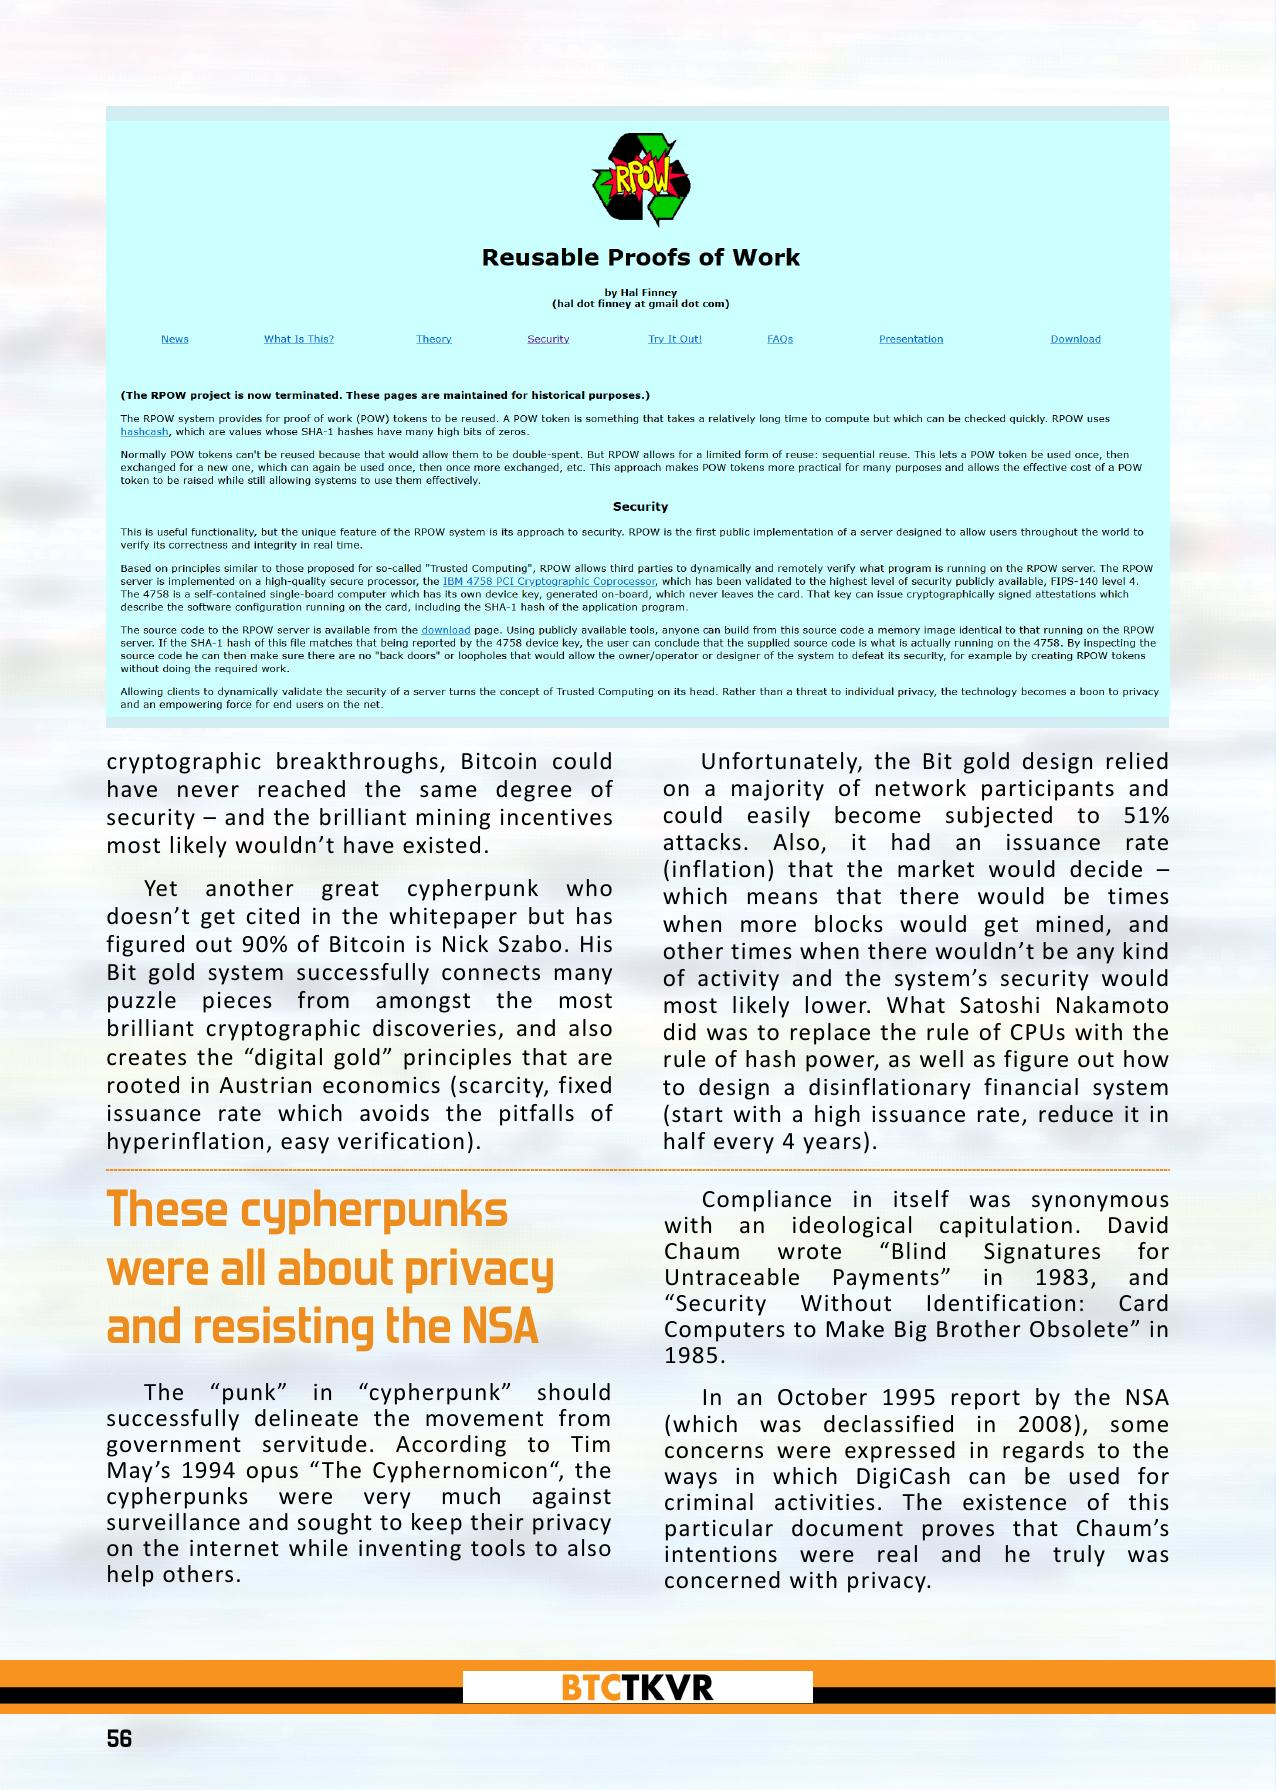 RPOW
Reusable Proofs of Work
by Hal Finney
(hal dot finney at gmail dot com)
News What Is This? Theory Security Try It Out! FAQs Presentation Download
(The RPOW project is now terminated. These pages are maintained for historical purposes.)
The RPOW system provides for proof of work (POW) tokens to be reused. A POW token is something that takes a relatively long time to compute but which can be checked quickly. RPOW uses
hashcash, which are values whose SHA-1 hashes have many high bits of zeros.
Normally POW tokens can't be reused because that would allow them to be double-spent. But RPOW allows for a limited form of reuse: sequential reuse. This lets a POW token be used once, then
exchanged for a new one, which can again be used once, then once more exchanged, etc. This approach makes POW tokens more practical for many purposes and allows the effective cost of a POW
token to be raised while still allowing systems to use them effectively.
Security
This is useful functionality, but the unique feature of the RPOW system is its approach to security. RPOW is the first public implementation of a server designed to allow users throughout the world to
verify its correctness and integrity in real time.
Based on principles similar to those proposed for so-called "Trusted Computing", RPOW allows third parties to dynamically and remotely verify what program is running on the RPOW server. The RPOW
server is implemented on a high-quality secure processor, the IBM 4758 PCI Cryptographic Coprocessor, which has been validated to the highest level of security publicly available, FIPS-140 level 4.
The 4758 is a self-contained single-board computer which has its own device key, generated on-board, which never leaves the card. That key can issue cryptographically signed attestations which
describe the software configuration running on the card, including the SHA-1 hash of the application program.
The source code to the RPOW server is available from the download page. Using publicly available tools, anyone can build from this source code a memory image identical to that running on the RPOW
server. If the SHA-1 hash of this file matches that being reported by the 4758 device key, the user can conclude that the supplied source code is what is actually running on the 4758. By inspecting the
source code he can then make sure there are no "back doors" or loopholes that would allow the owner/operator or designer of the system to defeat its security, for example by creating RPOW tokens
without doing the required work.
Allowing clients to dynamically validate the security of a server turns the concept of Trusted Computing on its head. Rather than a threat to individual privacy, the technology becomes a boon to privacy
and an empowering force for end users on the net.
cryptographic breakthroughs, Bitcoin could
have never reached the same degree of
security – and the brilliant mining incentives
most likely wouldn’t have existed.
Yet another great cypherpunk who
doesn’t get cited in the whitepaper but has
figured out 90% of Bitcoin is Nick Szabo. His
Bit gold system successfully connects many
puzzle pieces from amongst the most
brilliant cryptographic discoveries, and also
creates the “digital gold” principles that are
rooted in Austrian economics (scarcity, fixed
issuance rate which avoids the pitfalls of
hyperinflation, easy verification).
Unfortunately, the Bit gold design relied
on a majority of network participants and
could easily become subjected to 51%
attacks. Also, it had an issuance rate
(inflation) that the market would decide –
which means that there would be times
when more blocks would get mined, and
other times when there wouldn’t be any kind
of activity and the system’s security would
most likely lower. What Satoshi Nakamoto
did was to replace the rule of CPUs with the
rule of hash power, as well as figure out how
to design a disinflationary financial system
(start with a high issuance rate, reduce it in
half every 4 years).
These cypherpunks
were all about privacy
and resisting the NSA
The “punk” in “cypherpunk” should
successfully delineate the movement from
government servitude. According to Tim
May’s 1994 opus “The Cyphernomicon“, the
cypherpunks were very much against
surveillance and sought to keep their privacy
on the internet while inventing tools to also
help others.
Compliance in itself was synonymous
with an ideological capitulation. David
Chaum wrote “Blind Signatures for
Untraceable Payments” in 1983, and
“Security Without Identification: Card
Computers to Make Big Brother Obsolete” in
1985.
In an October 1995 report by the NSA
(which was declassified in 2008), some
concerns were expressed in regards to the
ways in which DigiCash can be used for
criminal activities. The existence of this
particular document proves that Chaum’s
intentions were real and he truly was
concerned with privacy.
BTCTKVR
56